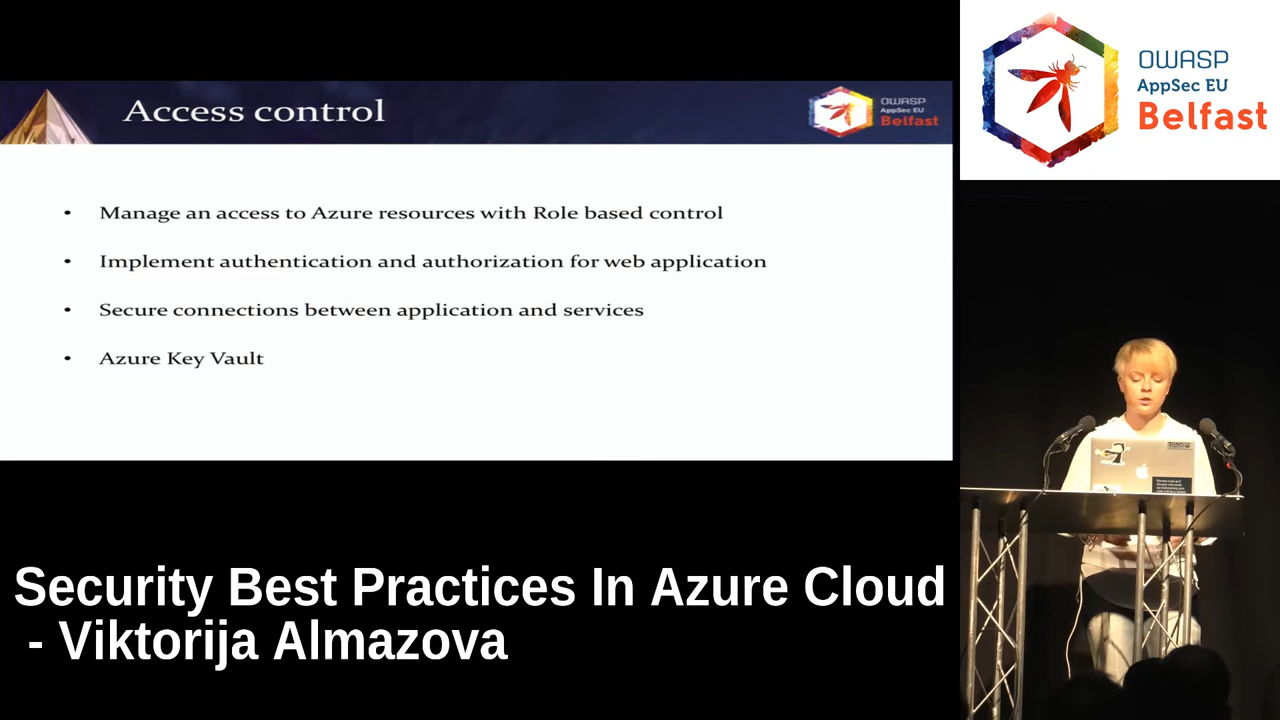 Access control
OWASP
AppSec EU
Belfast
• Manage an access to Azure resources with Role based control
• Implement authentication and authorization for web application
• Secure connections between application and services
• Azure Key Vault
OWASP
AppSec EU
Belfast
Security Best Practices In Azure Cloud
- Viktorija Almazova